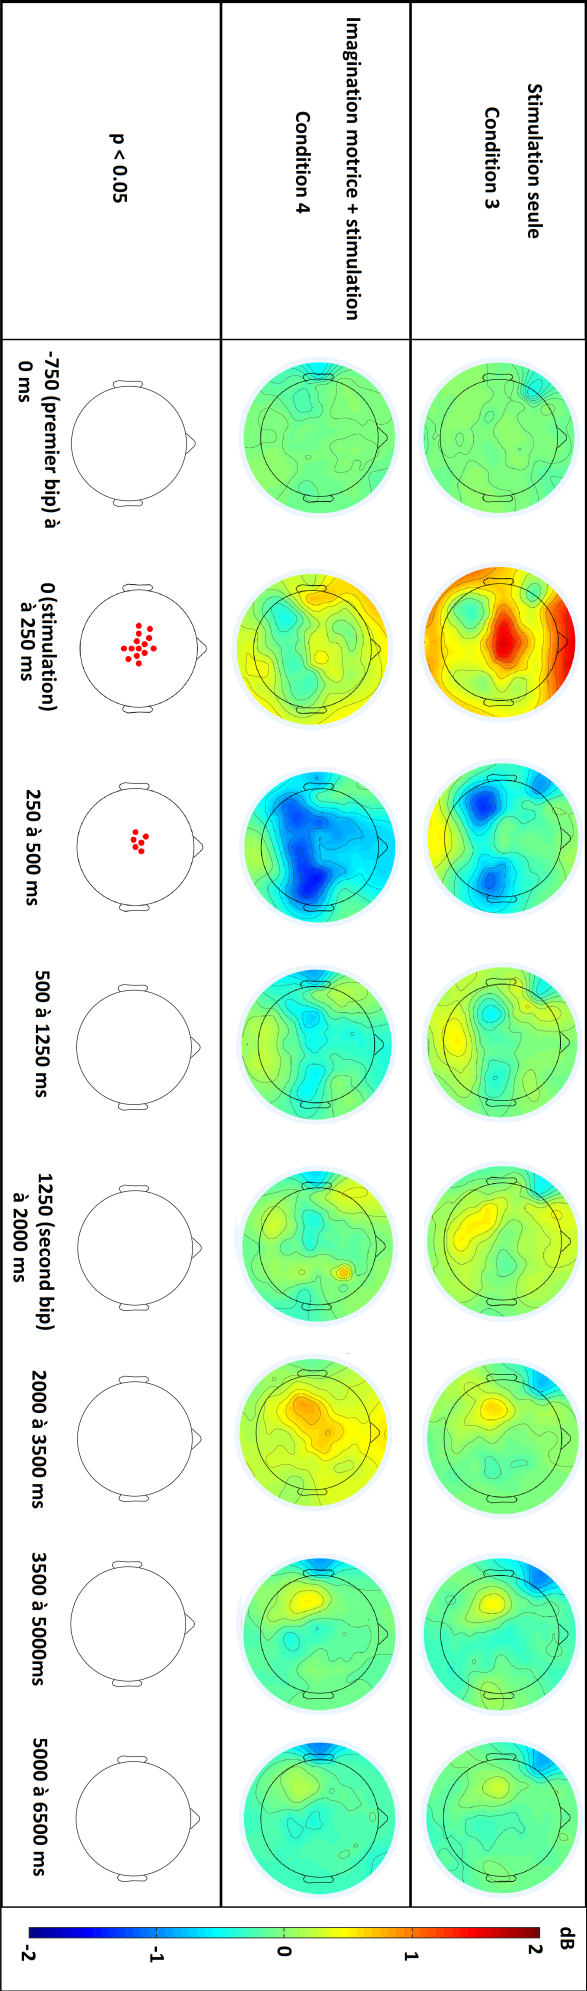 Stimulation seule
Condition 3
Imagination motrice + stimulation
Condition 4
p < 0.05
-750 (premier bip) à
0 ms
0 (stimulation)
à 250 ms
250 à 500 ms
500 à 1250 ms
1250 (second bip)
à 2000 ms
2000 à 3500 ms
3500 à 5000ms
5000 à 6500 ms
dB
2
1
0
-1
-2